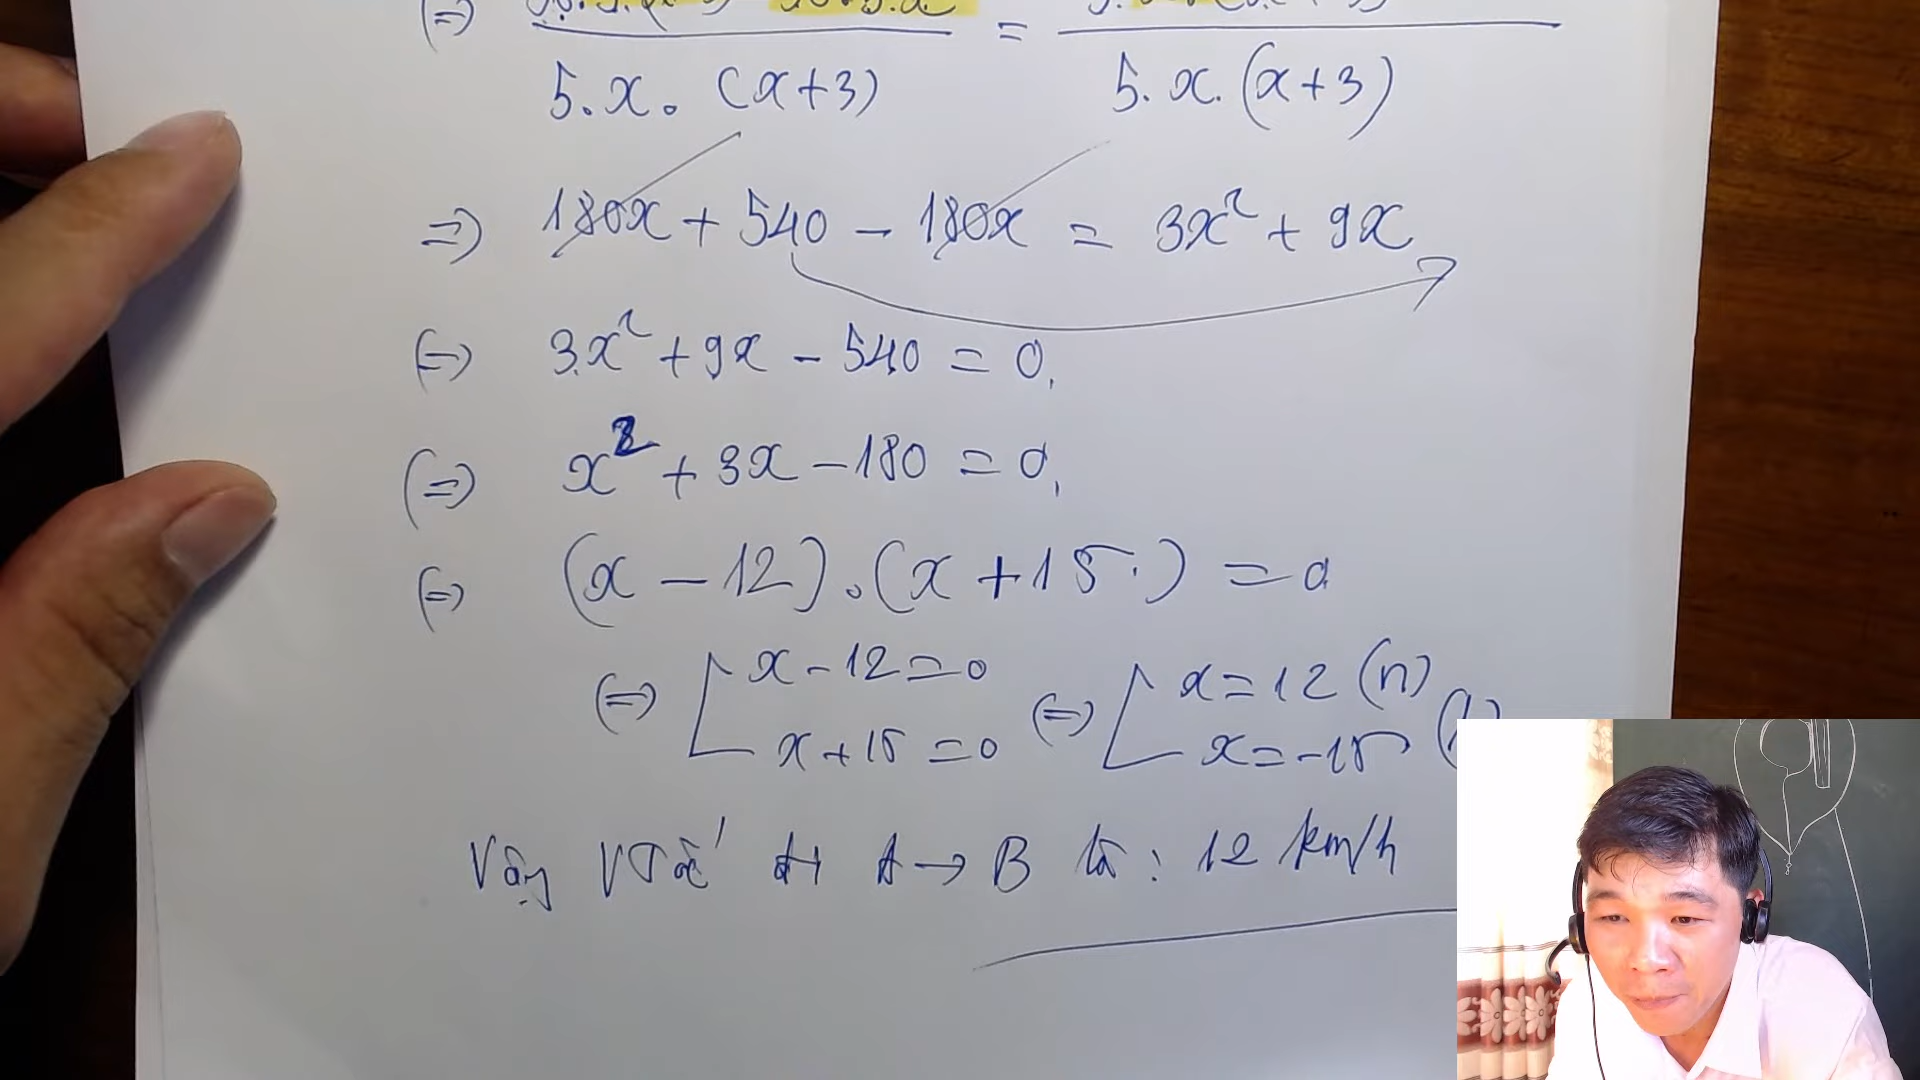 (=) =
5.x.(x+3) 5.x.(x+3)
=> 180x + 540 - 180x = 3x² + 9x
(=) 3x² + 9x - 540 = 0
(=) x² + 3x - 180 = 0
(=) (x - 12).(x + 15) = 0
(=) [ x - 12 = 0 (=) [ x = 12 (n)
x + 15 = 0 x = -15
Vậy VTốc đi A → B là : 12 km/h